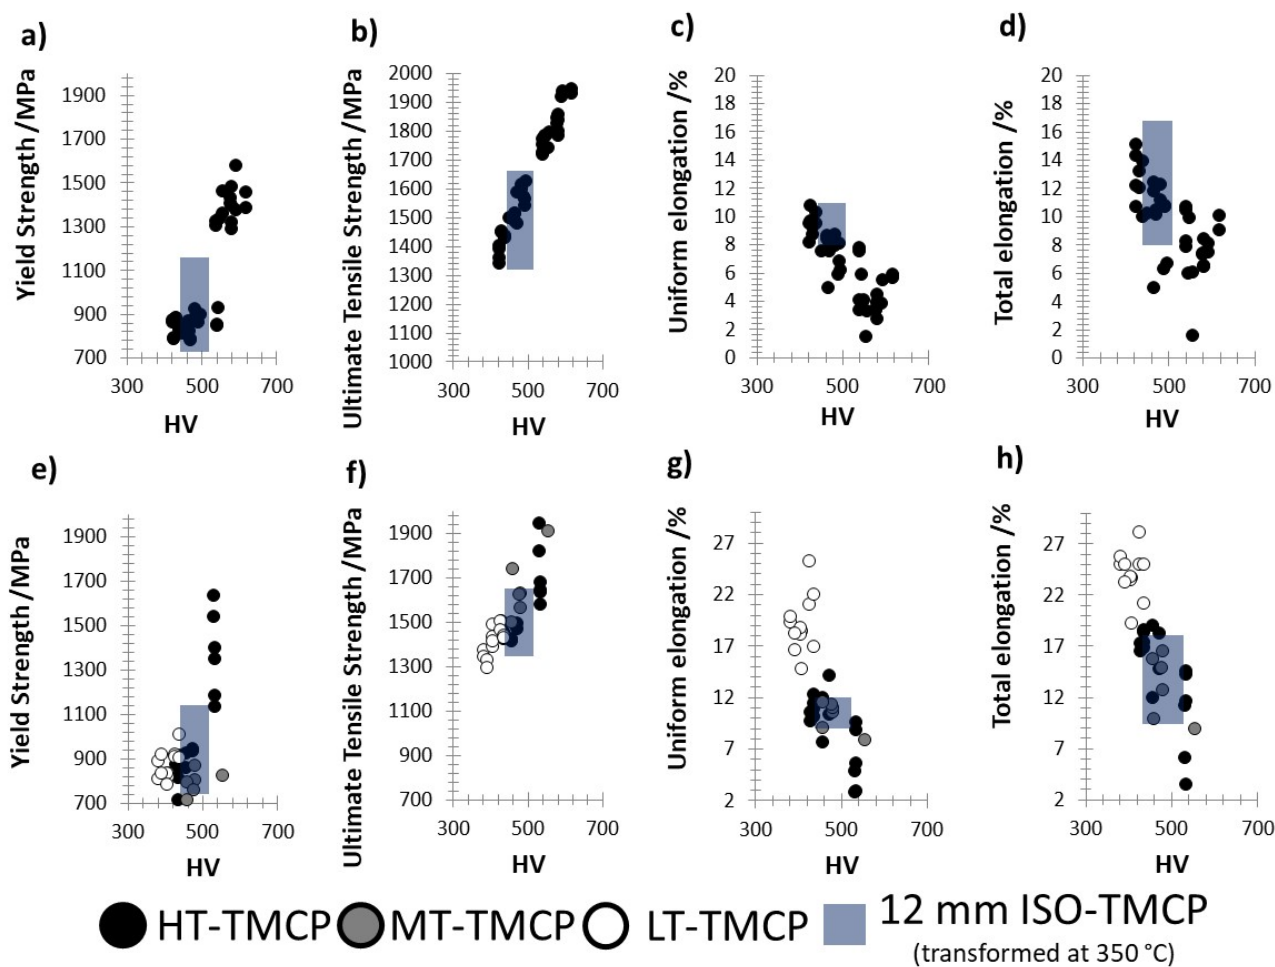 a)
Yield Strength /MPa
1900
1700
1500
1300
1100
900
700
300 500 700
HV
b)
Ultimate Tensile Strength /MPa
2000
1900
1800
1700
1600
1500
1400
1300
1200
1100
1000
300 500 700
HV
c)
Uniform elongation /%
20
18
16
14
12
10
8
6
4
2
0
300 500 700
HV
d)
Total elongation /%
20
18
16
14
12
10
8
6
4
2
0
300 500 700
HV
e)
Yield Strength /MPa
1900
1700
1500
1300
1100
900
700
300 500 700
HV
f)
Ultimate Tensile Strength /MPa
1900
1700
1500
1300
1100
900
700
300 500 700
HV
g)
Uniform elongation /%
27
22
17
12
7
2
300 500 700
HV
h)
Total elongation /%
27
22
17
12
7
2
300 500 700
HV
HT-TMCP MT-TMCP LT-TMCP 12 mm ISO-TMCP
(transformed at 350 °C)